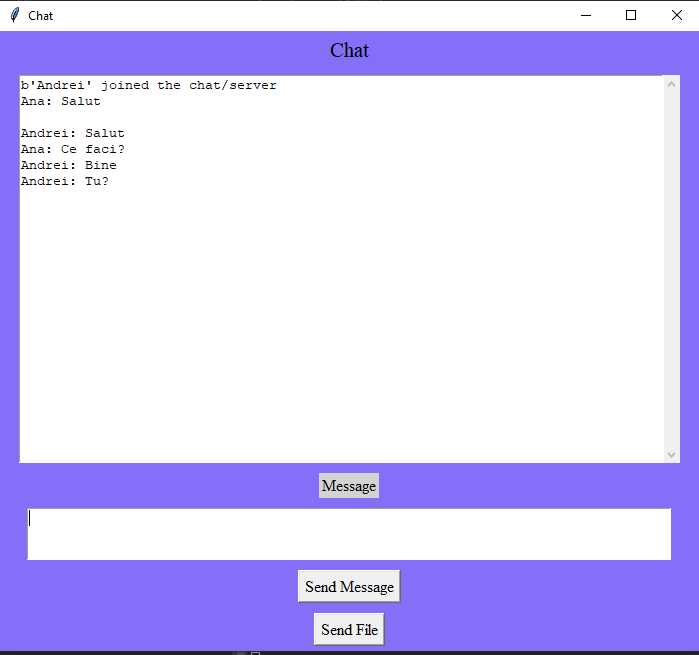 Chat
Chat
b'Andrei' joined the chat/server
Ana: Salut
Andrei: Salut
Ana: Ce faci?
Andrei: Bine
Andrei: Tu?
Message
Send Message
Send File